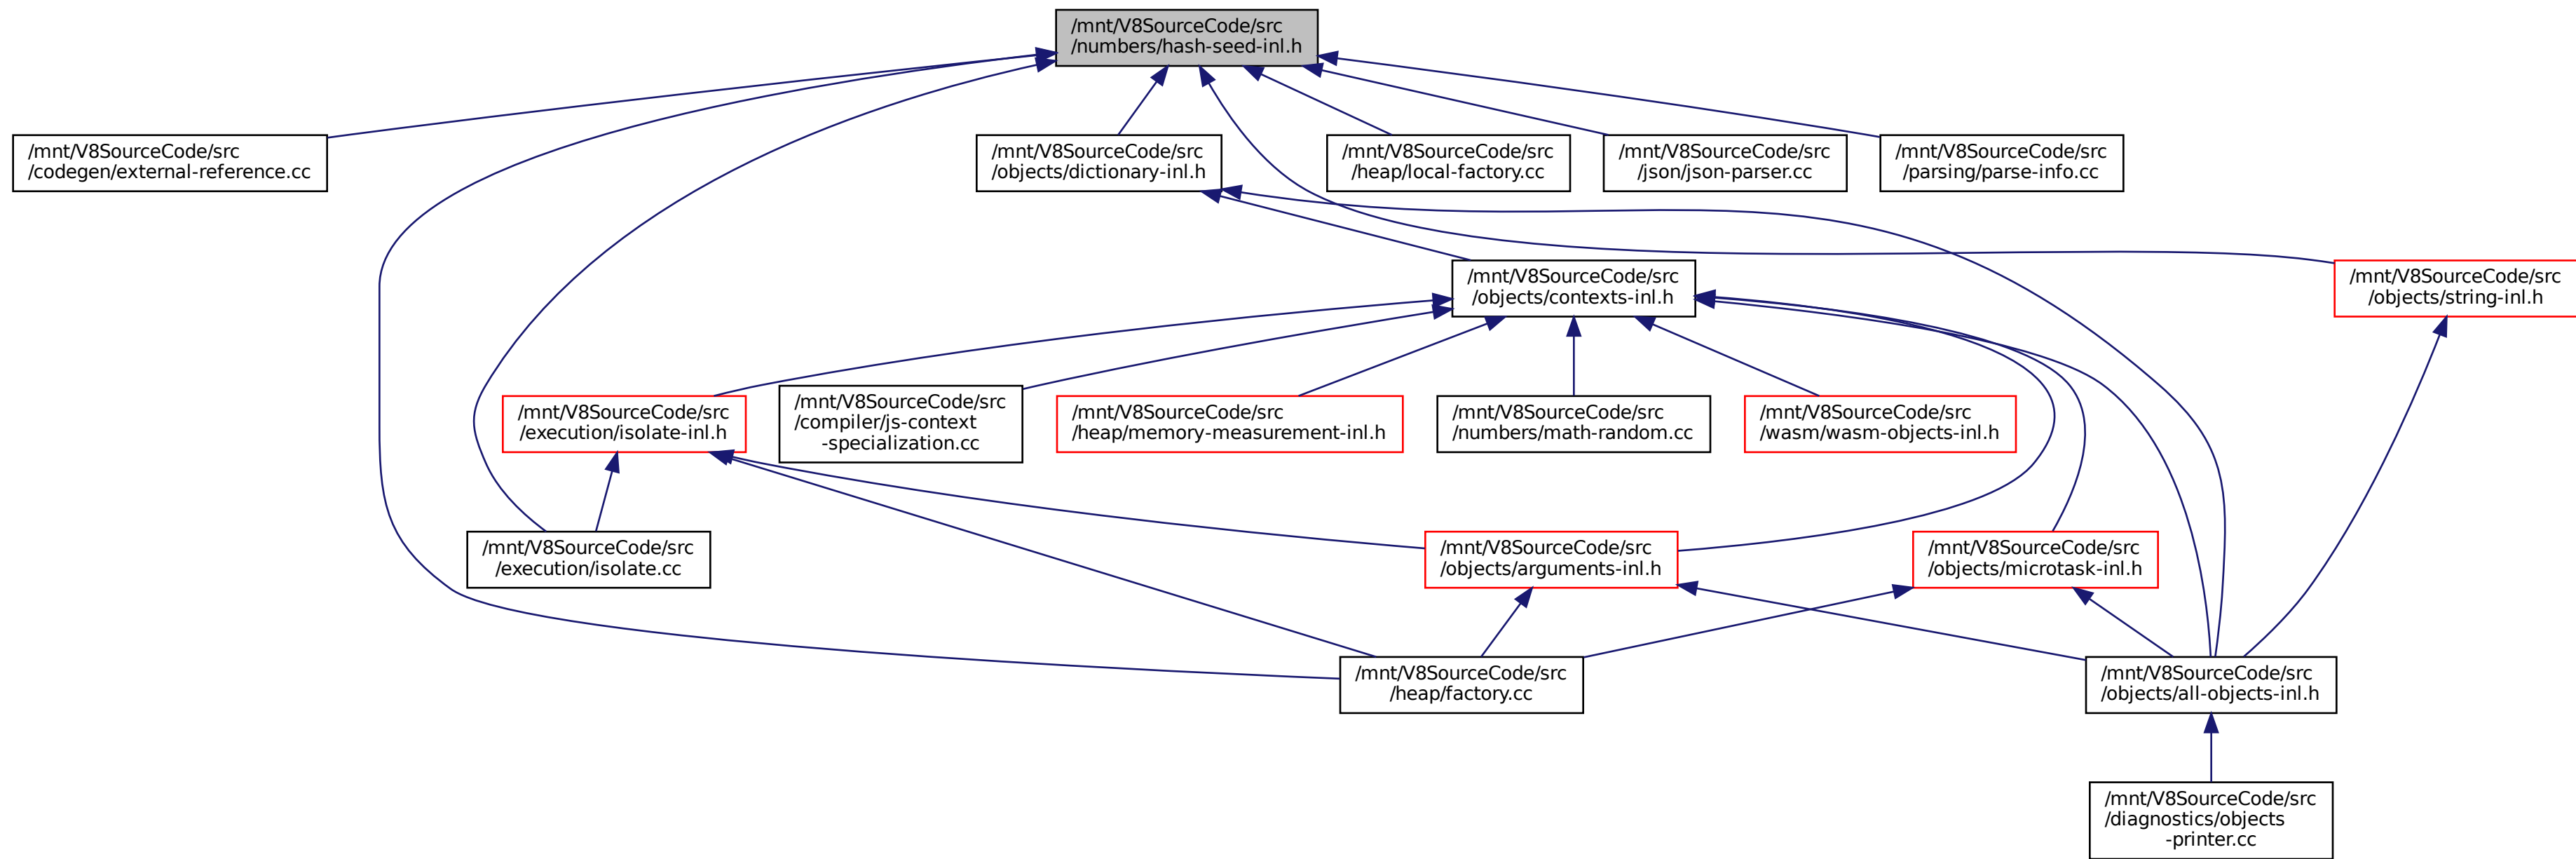 /mnt/V8SourceCode/src
/numbers/hash-seed-inl.h
/mnt/V8SourceCode/src
/codegen/external-reference.cc
/mnt/V8SourceCode/src
/objects/dictionary-inl.h
/mnt/V8SourceCode/src
/heap/local-factory.cc
/mnt/V8SourceCode/src
/json/json-parser.cc
/mnt/V8SourceCode/src
/parsing/parse-info.cc
/mnt/V8SourceCode/src
/objects/contexts-inl.h
/mnt/V8SourceCode/src
/objects/string-inl.h
/mnt/V8SourceCode/src
/execution/isolate-inl.h
/mnt/V8SourceCode/src
/compiler/js-context
-specialization.cc
/mnt/V8SourceCode/src
/heap/memory-measurement-inl.h
/mnt/V8SourceCode/src
/numbers/math-random.cc
/mnt/V8SourceCode/src
/wasm/wasm-objects-inl.h
/mnt/V8SourceCode/src
/execution/isolate.cc
/mnt/V8SourceCode/src
/objects/arguments-inl.h
/mnt/V8SourceCode/src
/objects/microtask-inl.h
/mnt/V8SourceCode/src
/heap/factory.cc
/mnt/V8SourceCode/src
/objects/all-objects-inl.h
/mnt/V8SourceCode/src
/diagnostics/objects
-printer.cc